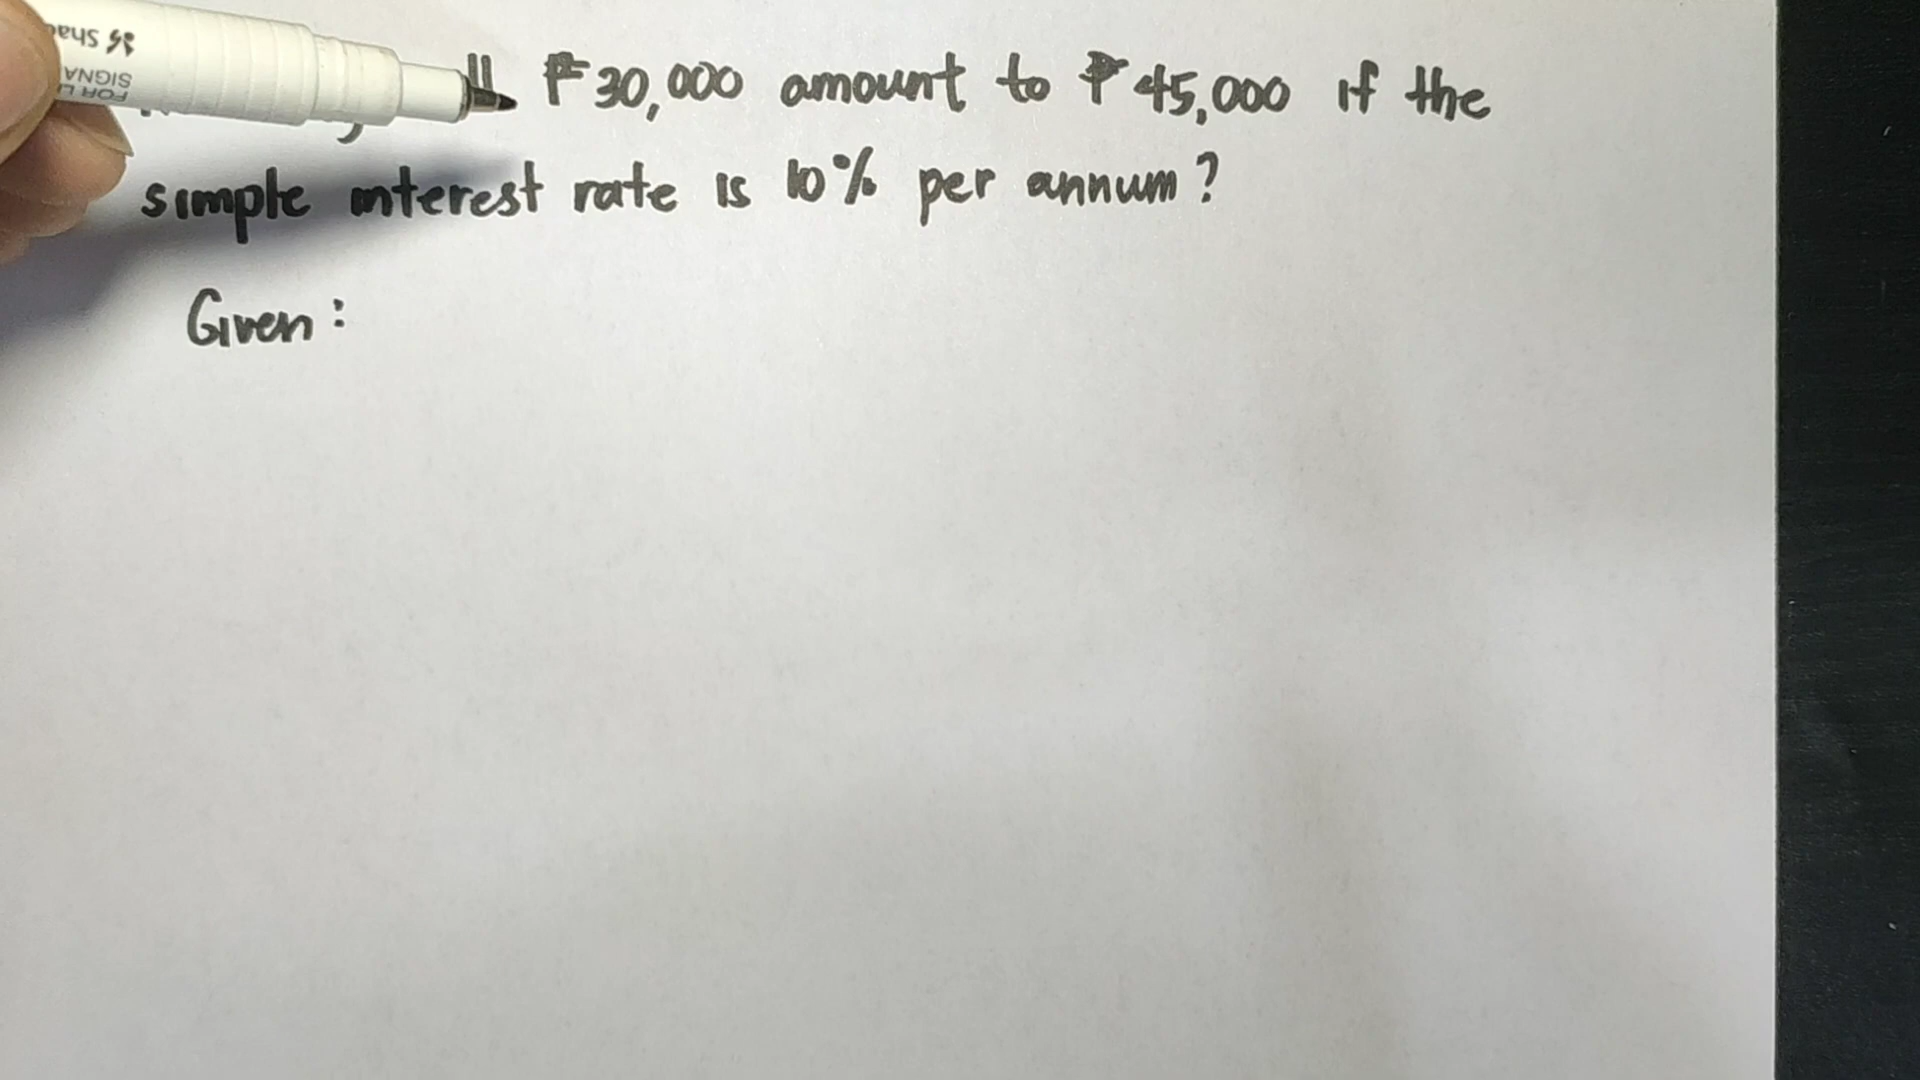 ₱30,000 amount to ₱45,000 if the
simple interest rate is 10% per annum?
Given: